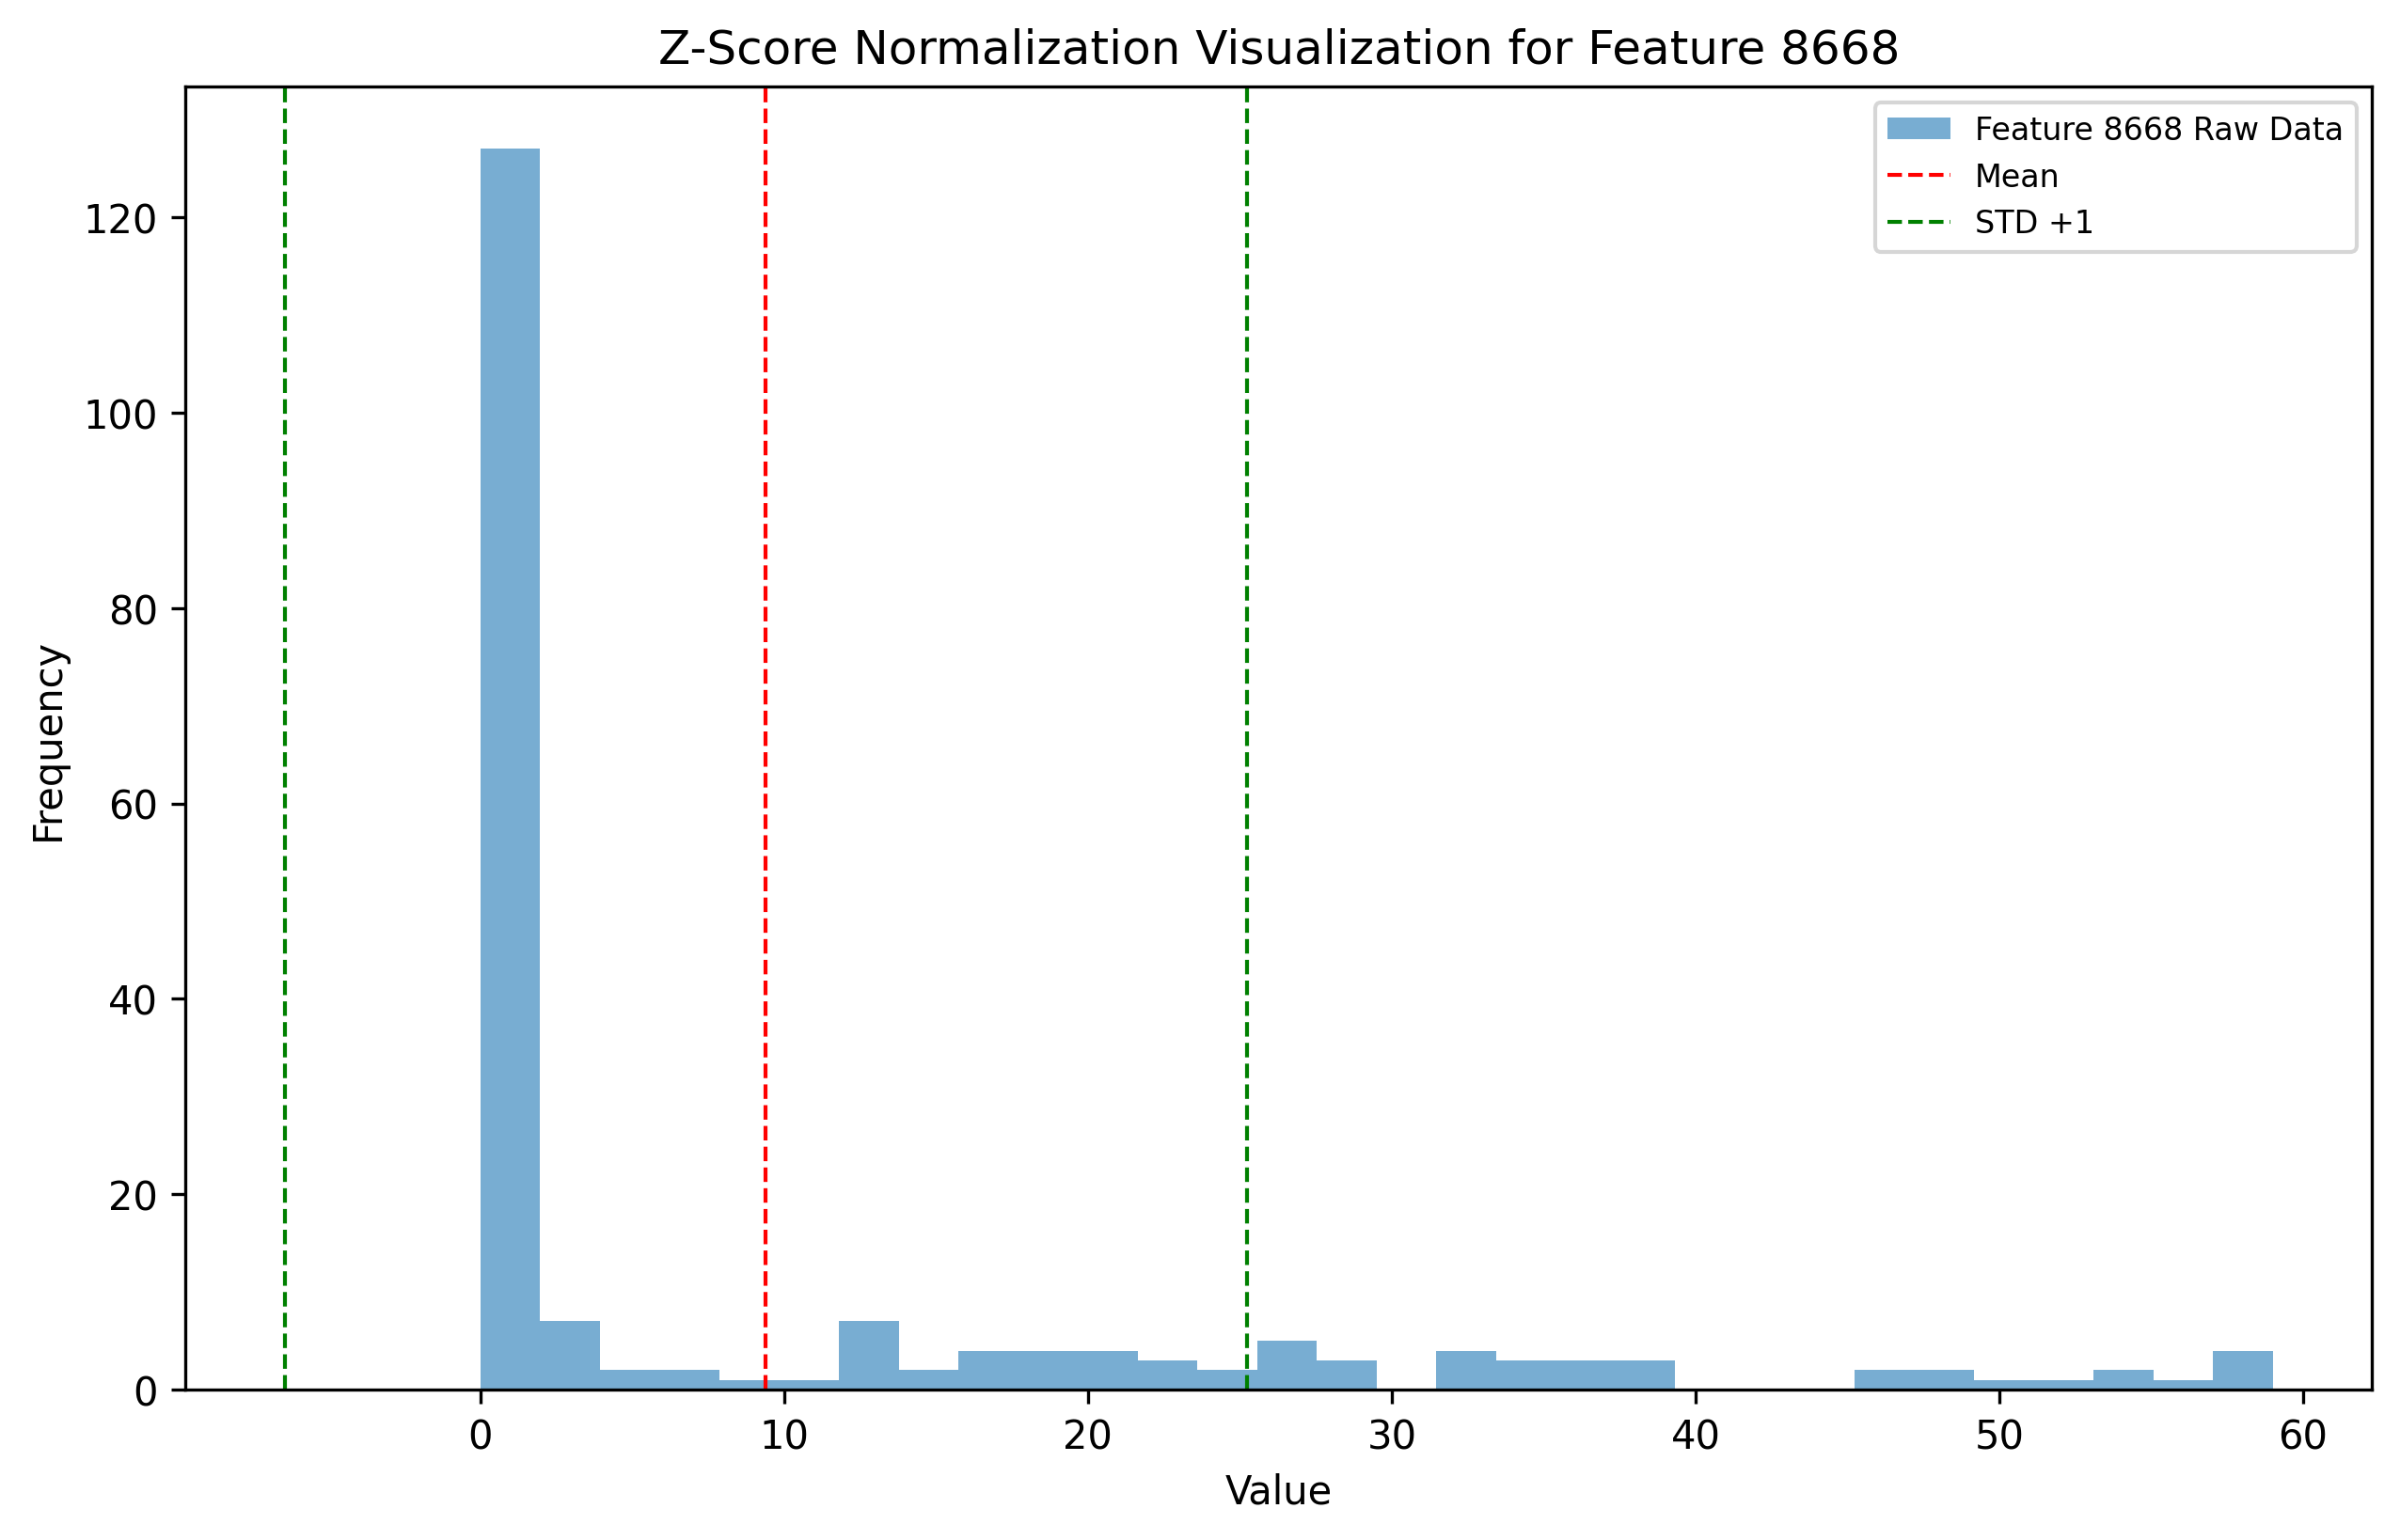 Z-Score Normalization Visualization for Feature 8668
Feature 8668 Raw Data
Mean
STD +1
120
100
80
60
40
20
0
Frequency
0 10 20 30 40 50 60
Value